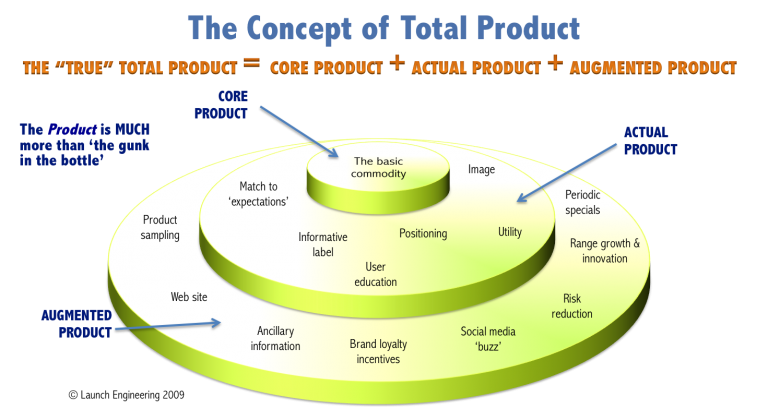 The Concept of Total Product
THE “TRUE” TOTAL PRODUCT = CORE PRODUCT + ACTUAL PRODUCT + AUGMENTED PRODUCT
CORE
PRODUCT
The Product is MUCH
more than ‘the gunk
in the bottle’
ACTUAL
PRODUCT
The basic
commodity
Image
Match to
‘expectations’
Periodic
specials
Product
sampling
Informative
label
Positioning
Utility
Range growth &
innovation
User
education
Web site
Risk
reduction
AUGMENTED
PRODUCT
Ancillary
information
Brand loyalty
incentives
Social media
‘buzz’
© Launch Engineering 2009